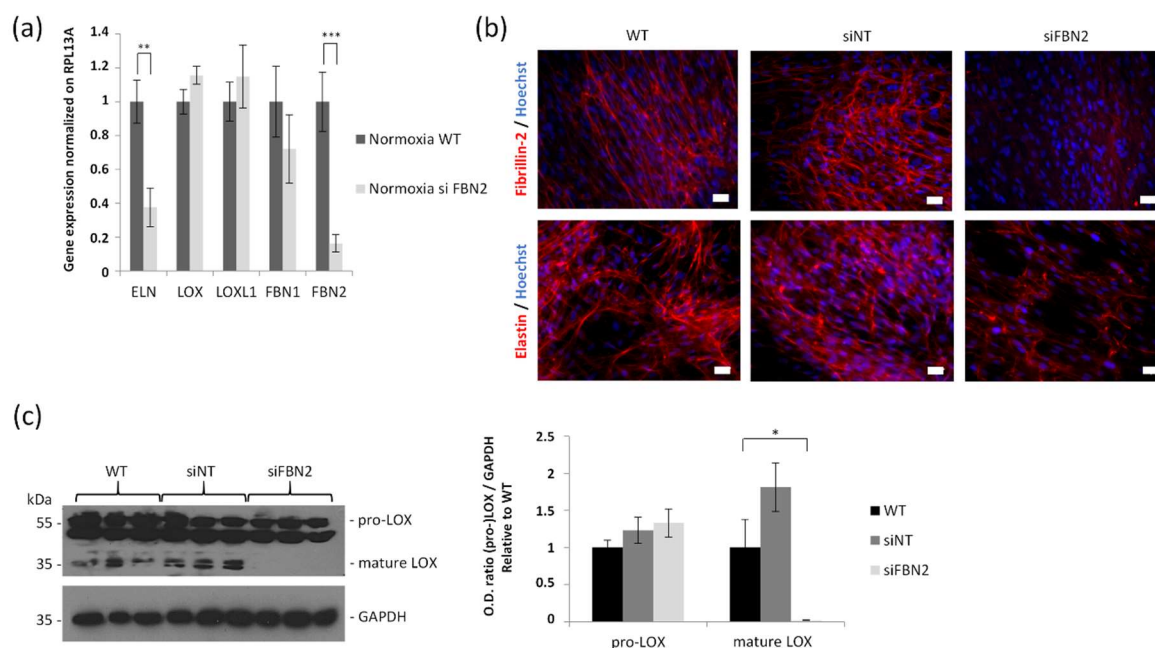 (a)
Gene expression normalized on RPL13A
1.4
1.2
1
0.8
0.6
0.4
0.2
0
**
***
ELN LOX LOXL1 FBN1 FBN2
Normoxia WT
Normoxia si FBN2
(b)
WT siNT siFBN2
Fibrillin-2 / Hoechst
Elastin / Hoechst
(c)
WT siNT siFBN2
kDa
55 - - pro-LOX
35 - - mature LOX
35 - - GAPDH
O.D. ratio (pro-)LOX / GAPDH
Relative to WT
2.5
2
1.5
1
0.5
0
*
pro-LOX mature LOX
WT
siNT
siFBN2